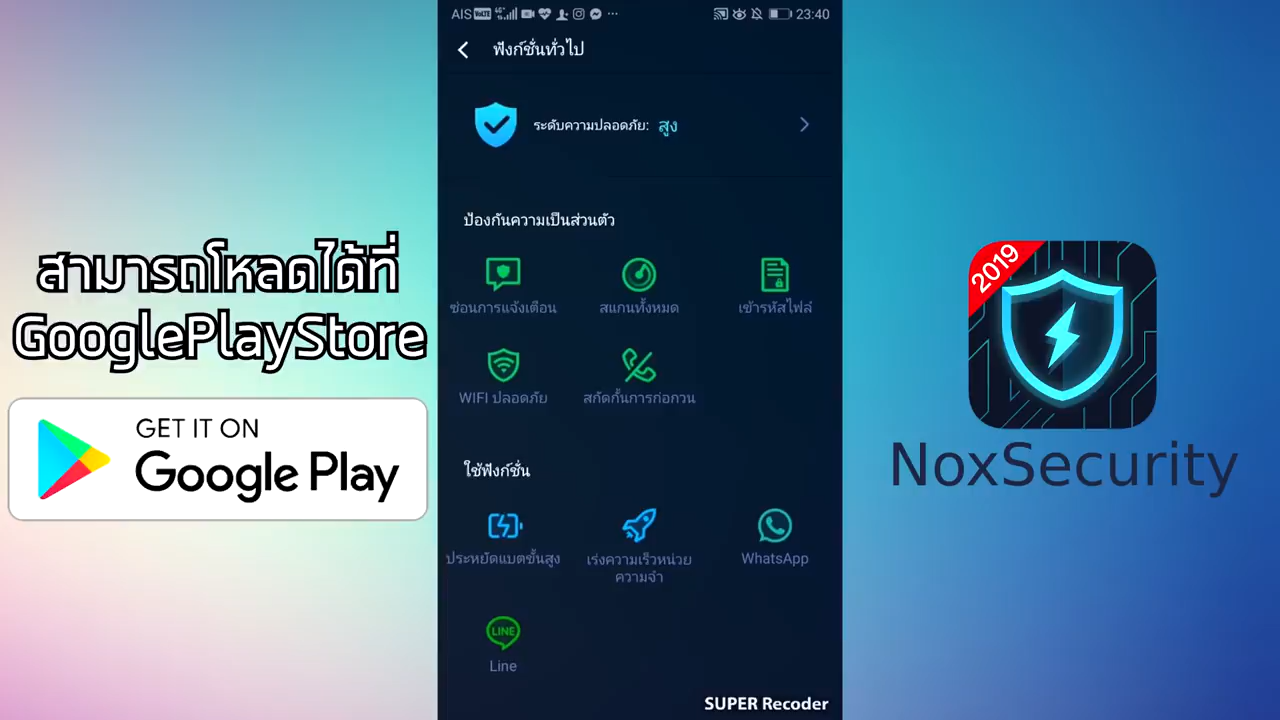 สามารถโหลดได้ที่
GooglePlayStore
GET IT ON
Google Play
AIS VoLTE 4G+ 23:40
ฟังก์ชั่นทั่วไป
ระดับความปลอดภัย: สูง
ป้องกันความเป็นส่วนตัว
ซ่อนการแจ้งเตือน สแกนทั้งหมด เข้ารหัสไฟล์
WIFI ปลอดภัย สกัดกั้นการก่อกวน
ใช้ฟังก์ชั่น
ประหยัดแบตขั้นสูง เร่งความเร็วหน่วย WhatsApp
ความจำ
LINE
Line
SUPER Recoder
2019
NoxSecurity